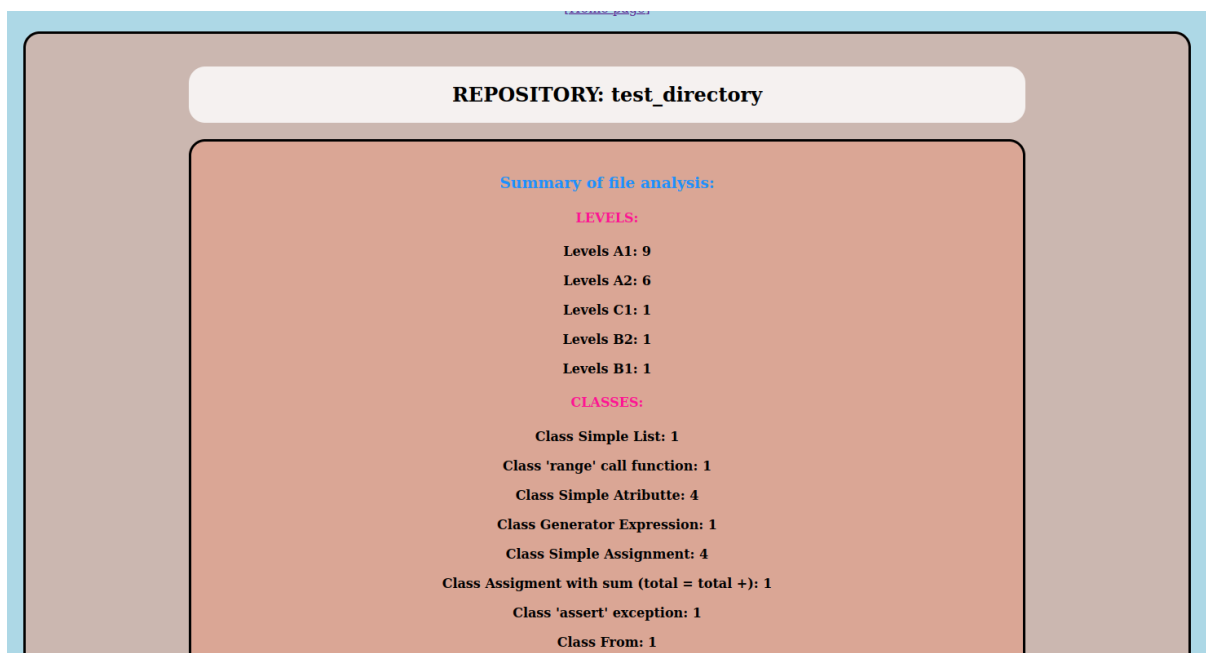 REPOSITORY: test_directory
Summary of file analysis:
LEVELS:
Levels A1: 9
Levels A2: 6
Levels C1: 1
Levels B2: 1
Levels B1: 1
CLASSES:
Class Simple List: 1
Class 'range' call function: 1
Class Simple Atributte: 4
Class Generator Expression: 1
Class Simple Assignment: 4
Class Assigment with sum (total = total +): 1
Class 'assert' exception: 1
Class From: 1